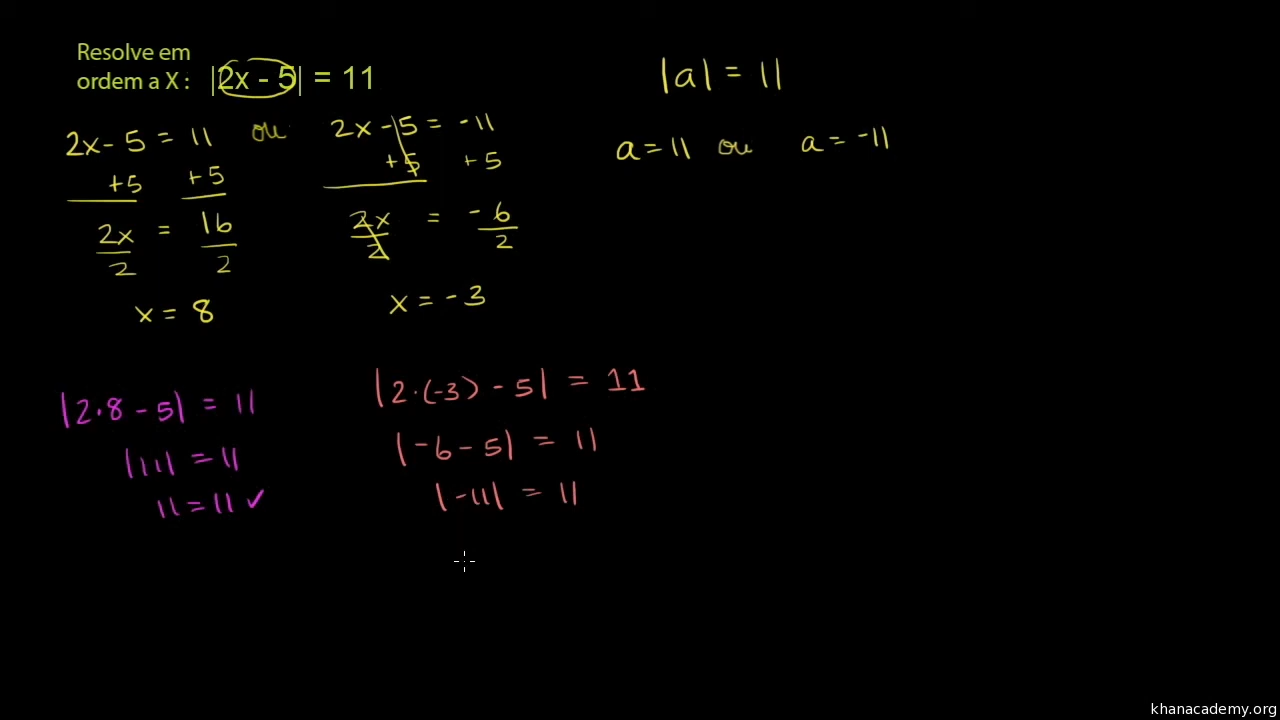 Resolve em
ordem a X : |2x - 5| = 11
|a| = 11
a = 11 ou a = -11
2x - 5 = 11 ou 2x - 5 = -11
+5 +5 +5 +5
2x/2 = 16/2 2x/2 = -6/2
x = 8 x = -3
|2·8 - 5| = 11
|11| = 11
11 = 11 ✓
|2·(-3) - 5| = 11
|-6 - 5| = 11
|-11| = 11
khanacademy.org